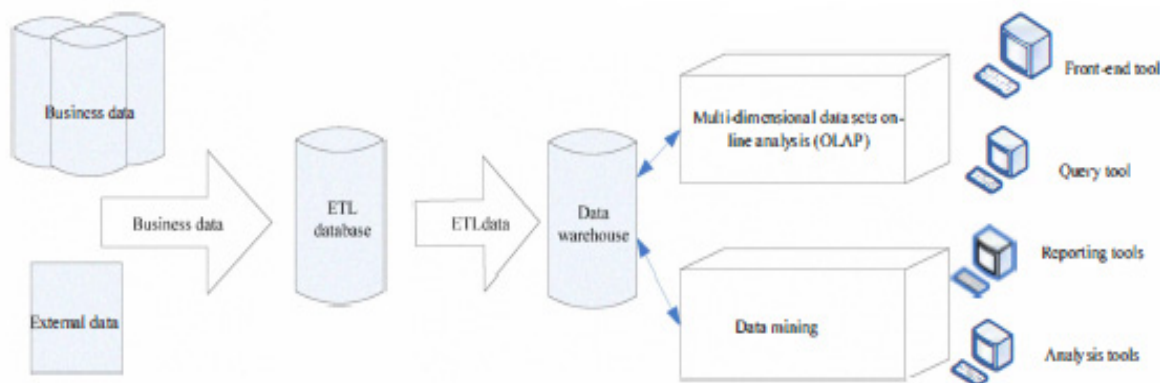 Business data
External data
Business data
ETL
database
ETLdata
Data
warehouse
Multi-dimensional data sets on-
line analysis (OLAP)
Data mining
Front-end tool
Query tool
Reporting tools
Analysis tools